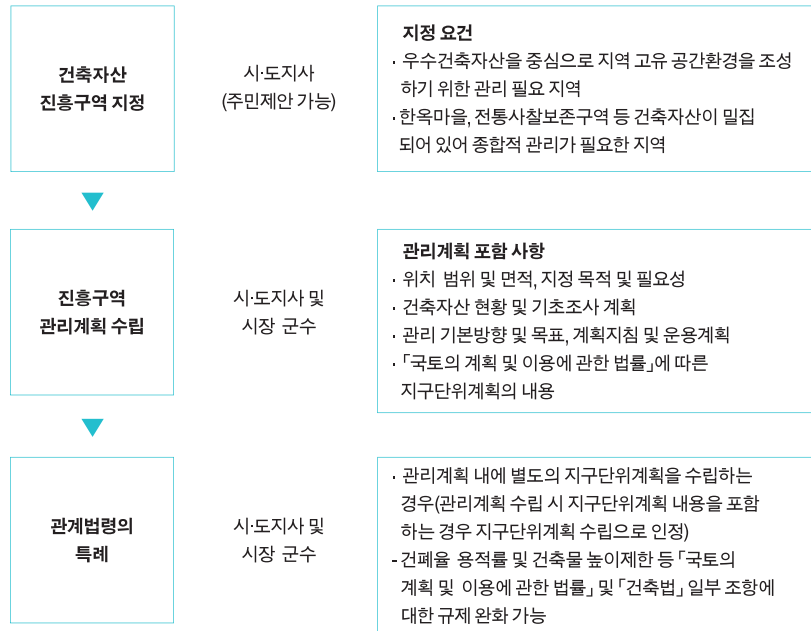 건축자산
진흥구역 지정
시·도지사
(주민제안 가능)
지정 요건
· 우수건축자산을 중심으로 지역 고유 공간환경을 조성
하기 위한 관리 필요 지역
· 한옥마을, 전통사찰보존구역 등 건축자산이 밀집
되어 있어 종합적 관리가 필요한 지역
진흥구역
관리계획 수립
시·도지사 및
시장 군수
관리계획 포함 사항
· 위치 범위 및 면적, 지정 목적 및 필요성
· 건축자산 현황 및 기초조사 계획
· 관리 기본방향 및 목표, 계획지침 및 운용계획
· 「국토의 계획 및 이용에 관한 법률」에 따른
지구단위계획의 내용
관계법령의
특례
시·도지사 및
시장 군수
· 관리계획 내에 별도의 지구단위계획을 수립하는
경우(관리계획 수립 시 지구단위계획 내용을 포함
하는 경우 지구단위계획 수립으로 인정)
- 건폐율 용적률 및 건축물 높이제한 등 「국토의
계획 및 이용에 관한 법률」 및 「건축법」 일부 조항에
대한 규제 완화 가능